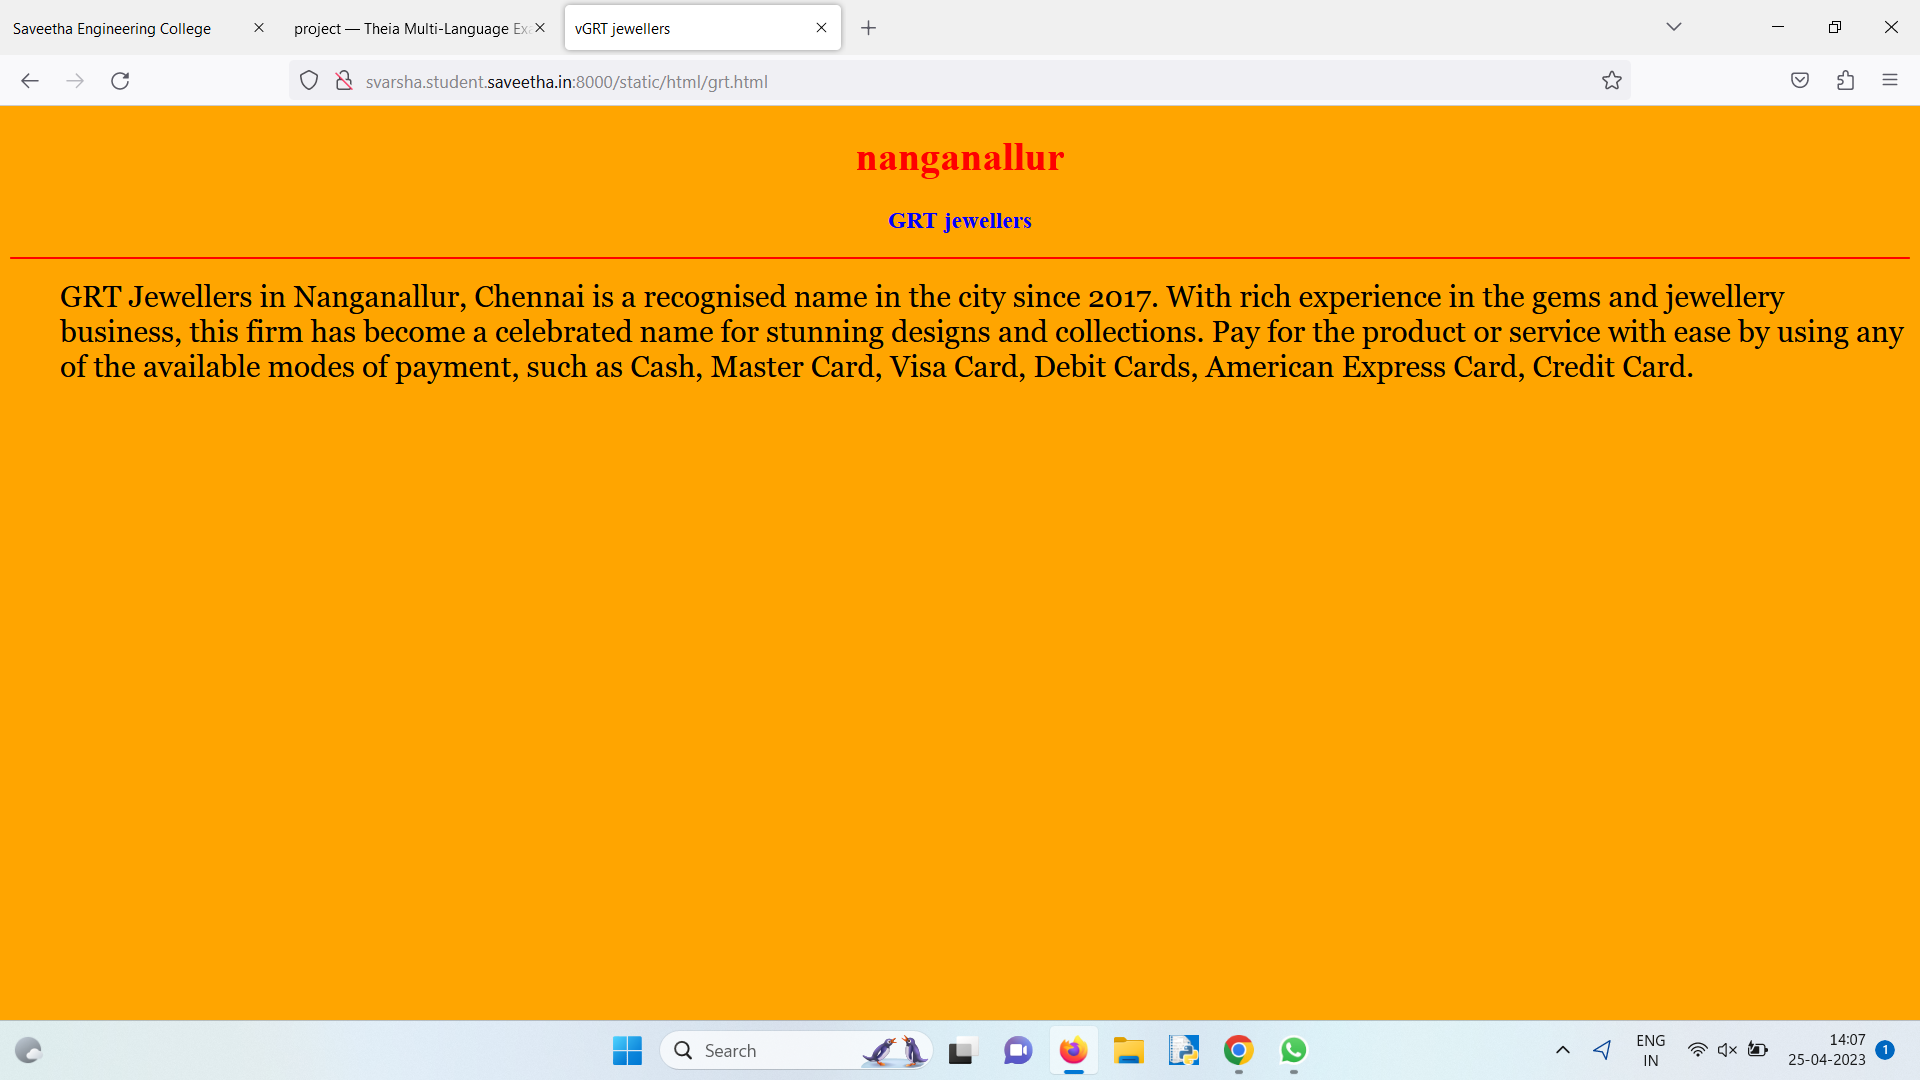 Saveetha Engineering College
project — Theia Multi-Language Ex
vGRT jewellers
svarsha.student.saveetha.in:8000/static/html/grt.html
nanganallur
GRT jewellers
GRT Jewellers in Nanganallur, Chennai is a recognised name in the city since 2017. With rich experience in the gems and jewellery
business, this firm has become a celebrated name for stunning designs and collections. Pay for the product or service with ease by using any
of the available modes of payment, such as Cash, Master Card, Visa Card, Debit Cards, American Express Card, Credit Card.
Search
ENG
IN
14:07
25-04-2023
1